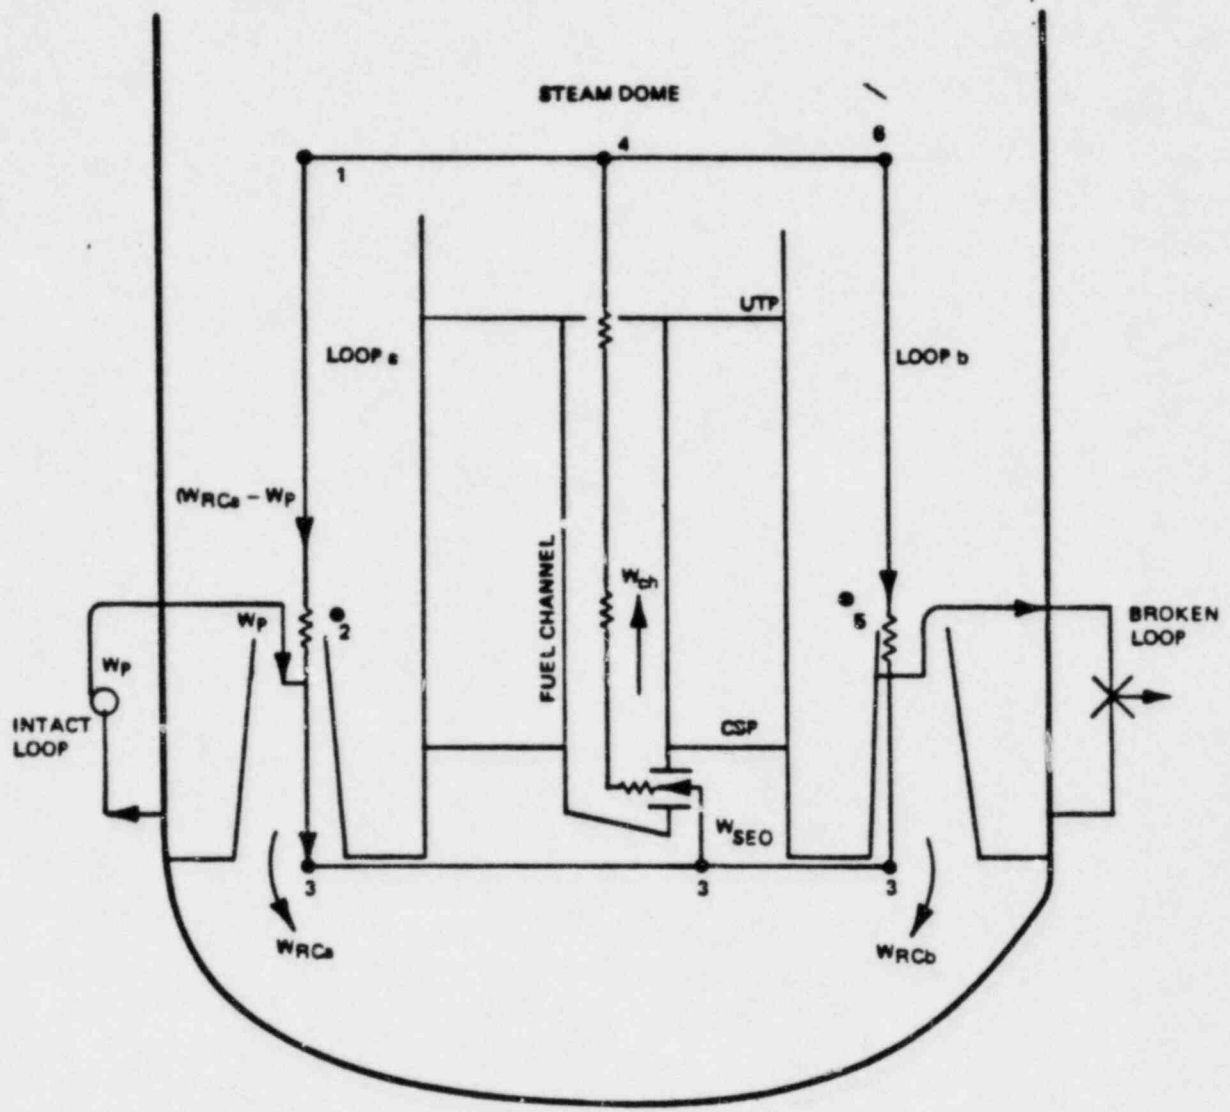 STEAM DOME
4
6
1
UTP
LOOP a
LOOP b
(WRCa – WP
FUEL CHANNEL
Wch
WP
2
5
BROKEN
LOOP
WP
INTACT
LOOP
CSP
WSEO
3
3
3
WRCa
WRCb